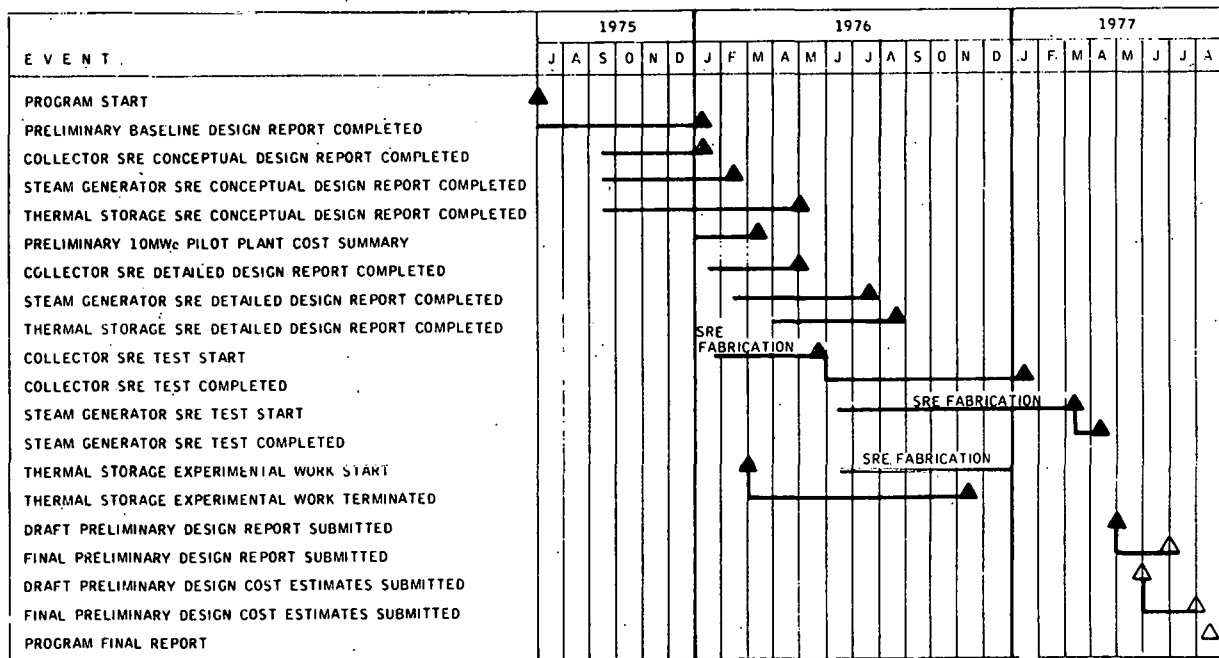 1975 1976 1977
EVENT.
J A S O N D J F M A M J J A S O N D J F M A M J J A
PROGRAM START
PRELIMINARY BASELINE DESIGN REPORT COMPLETED
COLLECTOR SRE CONCEPTUAL DESIGN REPORT COMPLETED
STEAM GENERATOR SRE CONCEPTUAL DESIGN REPORT COMPLETED
THERMAL STORAGE SRE CONCEPTUAL DESIGN REPORT COMPLETED
PRELIMINARY 10MWe PILOT PLANT COST SUMMARY
COLLECTOR SRE DETAILED DESIGN REPORT COMPLETED
STEAM GENERATOR SRE DETAILED DESIGN REPORT COMPLETED
THERMAL STORAGE SRE DETAILED DESIGN REPORT COMPLETED
SRE
FABRICATION
COLLECTOR SRE TEST START
COLLECTOR SRE TEST COMPLETED
STEAM GENERATOR SRE TEST START SRE FABRICATION
STEAM GENERATOR SRE TEST COMPLETED
THERMAL STORAGE EXPERIMENTAL WORK START SRE FABRICATION
THERMAL STORAGE EXPERIMENTAL WORK TERMINATED
DRAFT PRELIMINARY DESIGN REPORT SUBMITTED
FINAL PRELIMINARY DESIGN REPORT SUBMITTED
DRAFT PRELIMINARY DESIGN COST ESTIMATES SUBMITTED
FINAL PRELIMINARY DESIGN COST ESTIMATES SUBMITTED
PROGRAM FINAL REPORT